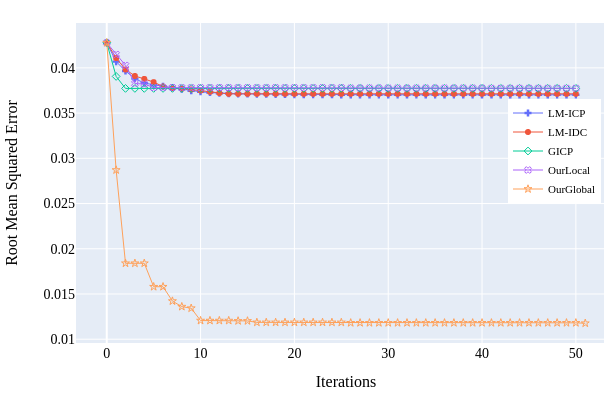 Root Mean Squared Error
0.04
0.035
0.03
0.025
0.02
0.015
0.01
0 10 20 30 40 50
Iterations
LM-ICP
LM-IDC
GICP
OurLocal
OurGlobal